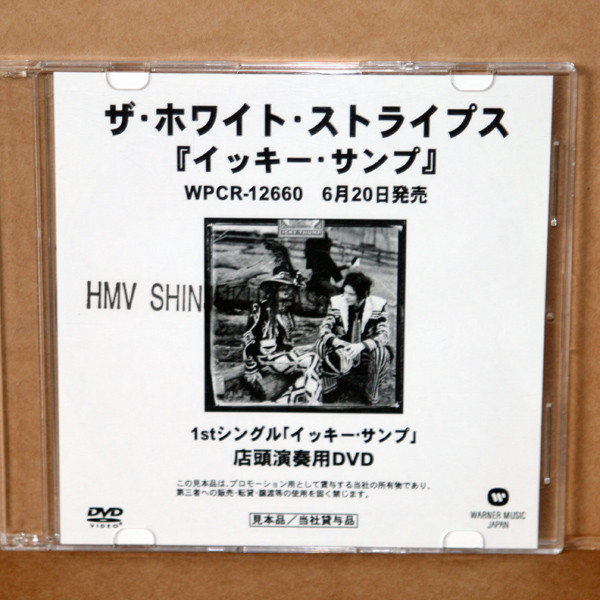 ザ・ホワイト・ストライプス
『イッキー・サンプ』
WPCR-12660 6月20日発売
ICKY THUMP
HMV SHIN
1stシングル「イッキー・サンプ」
店頭演奏用DVD
この見本品は、プロモーション用として貸与する当社の所有物であり、
第三者への販売・転貸・譲渡等の使用を固く禁じます。
DVD
VIDEO
見本品／当社貸与品
WARNER MUSIC
JAPAN